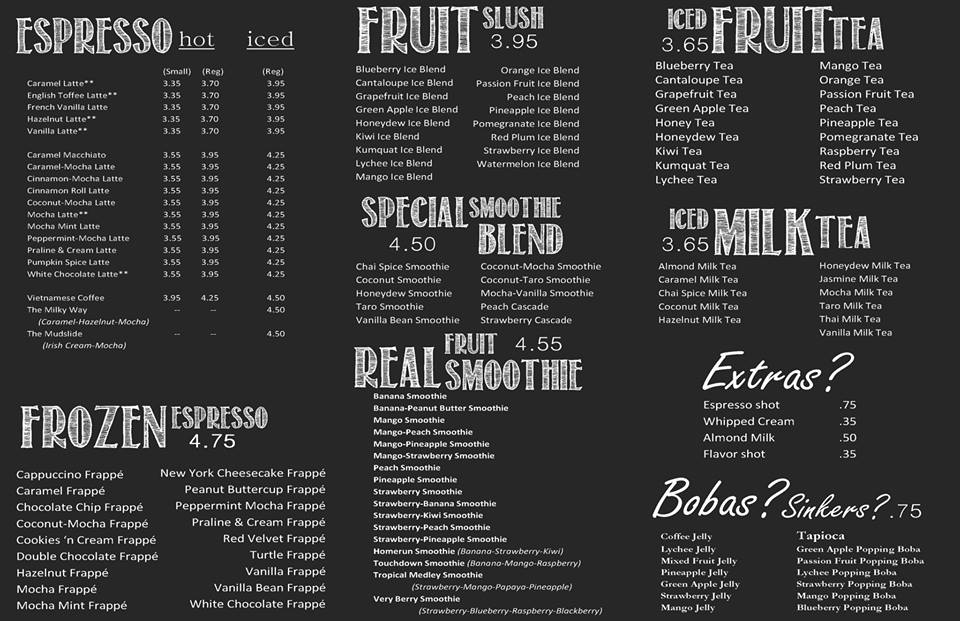 ESPRESSO hot iced
(Small) (Reg) (Reg)
Caramel Latte** 3.35 3.70 3.95
English Toffee Latte** 3.35 3.70 3.95
French Vanilla Latte 3.35 3.70 3.95
Hazelnut Latte** 3.35 3.70 3.95
Vanilla Latte** 3.35 3.70 3.95
Caramel Macchiato 3.55 3.95 4.25
Caramel-Mocha Latte 3.55 3.95 4.25
Cinnamon-Mocha Latte 3.55 3.95 4.25
Cinnamon Roll Latte 3.55 3.95 4.25
Coconut-Mocha Latte 3.55 3.95 4.25
Mocha Latte** 3.55 3.95 4.25
Mocha Mint Latte 3.55 3.95 4.25
Peppermint-Mocha Latte 3.55 3.95 4.25
Praline & Cream Latte 3.55 3.95 4.25
Pumpkin Spice Latte 3.55 3.95 4.25
White Chocolate Latte** 3.55 3.95 4.25
Vietnamese Coffee 3.95 4.25 4.50
The Milky Way -- -- 4.50
(Caramel-Hazelnut-Mocha)
The Mudslide -- -- 4.50
(Irish Cream-Mocha)
FROZEN ESPRESSO
4.75
Cappuccino Frappé
Caramel Frappé
Chocolate Chip Frappé
Coconut-Mocha Frappé
Cookies ‘n Cream Frappé
Double Chocolate Frappé
Hazelnut Frappé
Mocha Frappé
Mocha Mint Frappé
New York Cheesecake Frappé
Peanut Buttercup Frappé
Peppermint Mocha Frappé
Praline & Cream Frappé
Red Velvet Frappé
Turtle Frappé
Vanilla Frappé
Vanilla Bean Frappé
White Chocolate Frappé
FRUIT SLUSH
3.95
Blueberry Ice Blend
Cantaloupe Ice Blend
Grapefruit Ice Blend
Green Apple Ice Blend
Honeydew Ice Blend
Kiwi Ice Blend
Kumquat Ice Blend
Lychee Ice Blend
Mango Ice Blend
Orange Ice Blend
Passion Fruit Ice Blend
Peach Ice Blend
Pineapple Ice Blend
Pomegranate Ice Blend
Red Plum Ice Blend
Strawberry Ice Blend
Watermelon Ice Blend
SPECIAL SMOOTHIE
4.50 BLEND
Chai Spice Smoothie
Coconut Smoothie
Honeydew Smoothie
Taro Smoothie
Vanilla Bean Smoothie
Coconut-Mocha Smoothie
Coconut-Taro Smoothie
Mocha-Vanilla Smoothie
Peach Cascade
Strawberry Cascade
REAL FRUIT 4.55
SMOOTHIE
Banana Smoothie
Banana-Peanut Butter Smoothie
Mango Smoothie
Mango-Peach Smoothie
Mango-Pineapple Smoothie
Mango-Strawberry Smoothie
Peach Smoothie
Pineapple Smoothie
Strawberry Smoothie
Strawberry-Banana Smoothie
Strawberry-Kiwi Smoothie
Strawberry-Peach Smoothie
Strawberry-Pineapple Smoothie
Homerun Smoothie (Banana-Strawberry-Kiwi)
Touchdown Smoothie (Banana-Mango-Raspberry)
Tropical Medley Smoothie
(Strawberry-Mango-Papaya-Pineapple)
Very Berry Smoothie
(Strawberry-Blueberry-Raspberry-Blackberry)
ICED FRUIT TEA
3.65
Blueberry Tea
Cantaloupe Tea
Grapefruit Tea
Green Apple Tea
Honey Tea
Honeydew Tea
Kiwi Tea
Kumquat Tea
Lychee Tea
Mango Tea
Orange Tea
Passion Fruit Tea
Peach Tea
Pineapple Tea
Pomegranate Tea
Raspberry Tea
Red Plum Tea
Strawberry Tea
ICED MILK TEA
3.65
Almond Milk Tea
Caramel Milk Tea
Chai Spice Milk Tea
Coconut Milk Tea
Hazelnut Milk Tea
Honeydew Milk Tea
Jasmine Milk Tea
Mocha Milk Tea
Taro Milk Tea
Thai Milk Tea
Vanilla Milk Tea
Extras?
Espresso shot .75
Whipped Cream .35
Almond Milk .50
Flavor shot .35
Bobas? Sinkers? .75
Coffee Jelly
Lychee Jelly
Mixed Fruit Jelly
Pineapple Jelly
Green Apple Jelly
Strawberry Jelly
Mango Jelly
Tapioca
Green Apple Popping Boba
Passion Fruit Popping Boba
Lychee Popping Boba
Strawberry Popping Boba
Mango Popping Boba
Blueberry Popping Boba